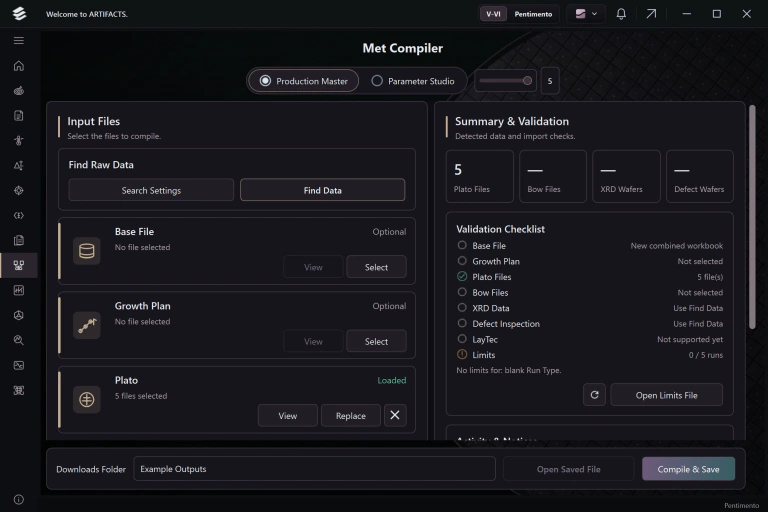 Welcome to ARTIFACTS.
V-VI Pentimento
Met Compiler
Production Master Parameter Studio 5
Input Files
Select the files to compile.
Find Raw Data
Search Settings Find Data
Base File Optional
No file selected
View Select
Growth Plan Optional
No file selected
View Select
Plato Loaded
5 files selected
View Replace
Summary & Validation
Detected data and import checks.
5 — — —
Plato Files Bow Files XRD Wafers Defect Wafers
Validation Checklist
Base File New combined workbook
Growth Plan Not selected
Plato Files 5 file(s)
Bow Files Not selected
XRD Data Use Find Data
Defect Inspection Use Find Data
LayTec Not supported yet
Limits 0 / 5 runs
No limits for: blank Run Type.
Open Limits File
Downloads Folder Example Outputs Open Saved File Compile & Save
Pentimento